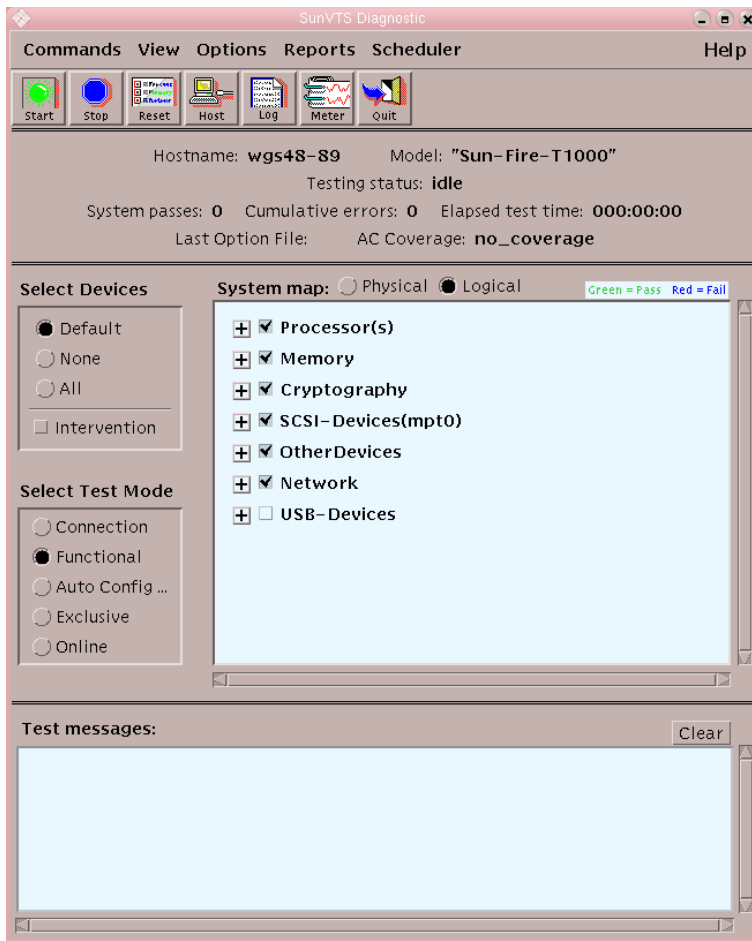 SunVTS Diagnostic
Commands View Options Reports Scheduler Help
Start Stop Reset Host Log Meter Quit
Hostname: wgs48-89 Model: "Sun-Fire-T1000"
Testing status: idle
System passes: 0 Cumulative errors: 0 Elapsed test time: 000:00:00
Last Option File: AC Coverage: no_coverage
Select Devices
Default
None
All
Intervention
Select Test Mode
Connection
Functional
Auto Config ...
Exclusive
Online
System map: Physical Logical Green = Pass Red = Fail
Processor(s)
Memory
Cryptography
SCSI-Devices(mpt0)
OtherDevices
Network
USB-Devices
Test messages: Clear